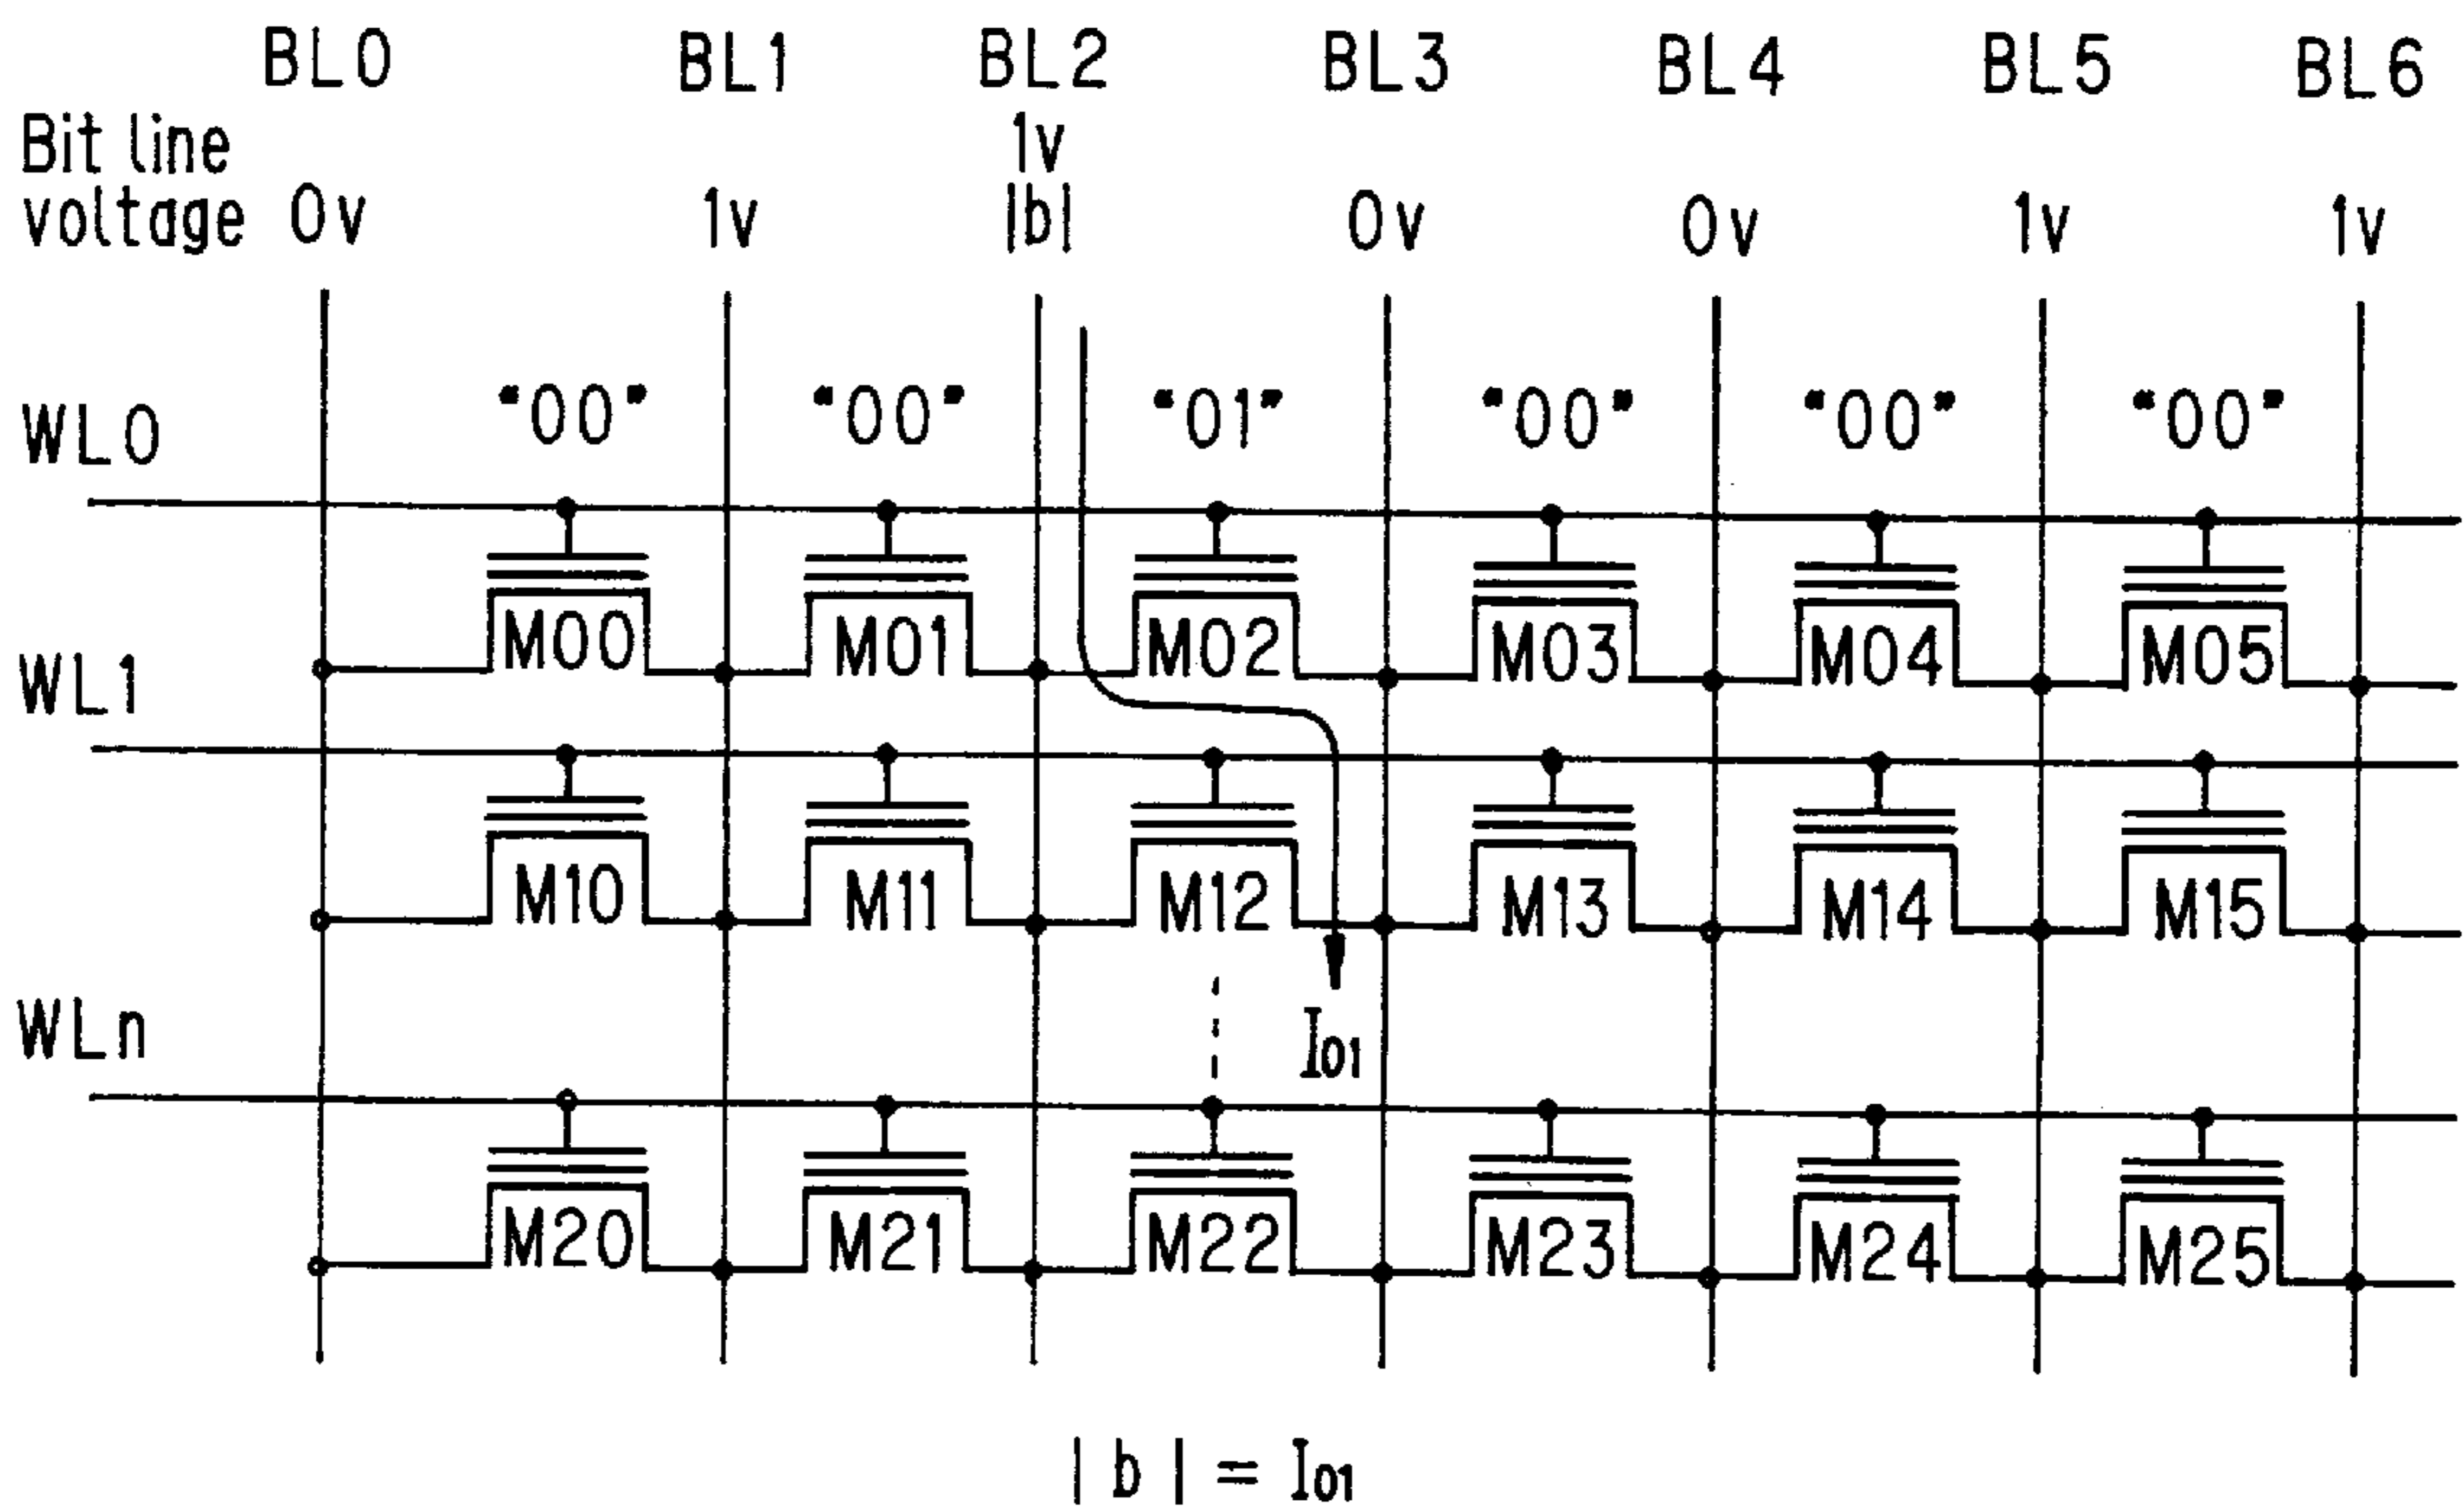 BL0 BL1 BL2 BL3 BL4 BL5 BL6
Bit line 1v
voltage 0v 1v |b| 0v 0v 1v 1v
WL0 "00" "00" "01" "00" "00" "00"
M00 M01 M02 M03 M04 M05
WL1
M10 M11 M12 M13 M14 M15
WLn I01
M20 M21 M22 M23 M24 M25
| b | = I01